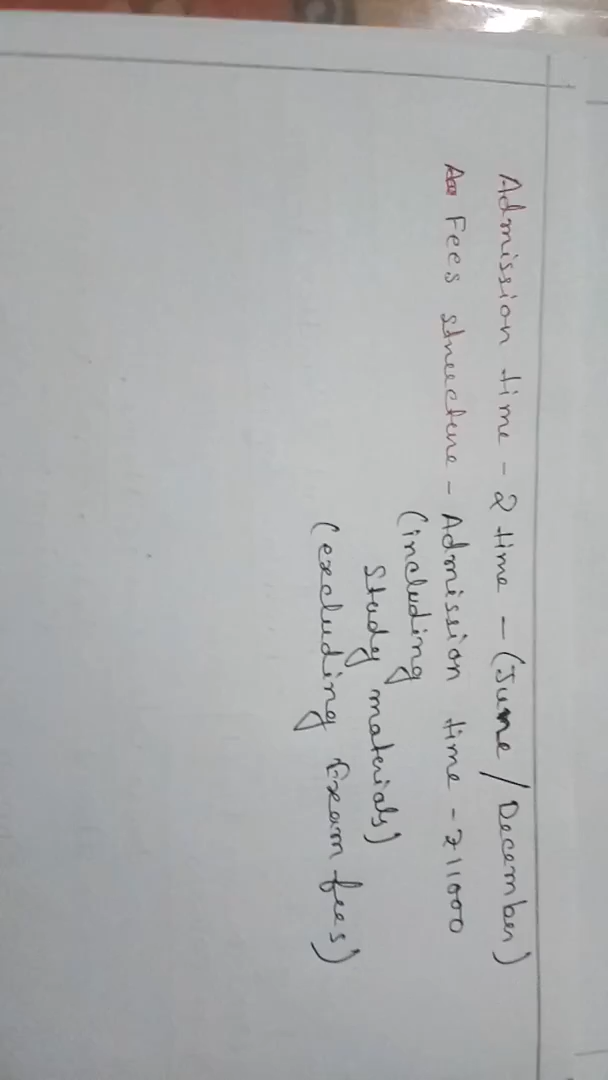 Admission time - 2 time - (June / December)
Fees structure - Admission time - ₹11000
(including
study materials)
(excluding Exam fees)